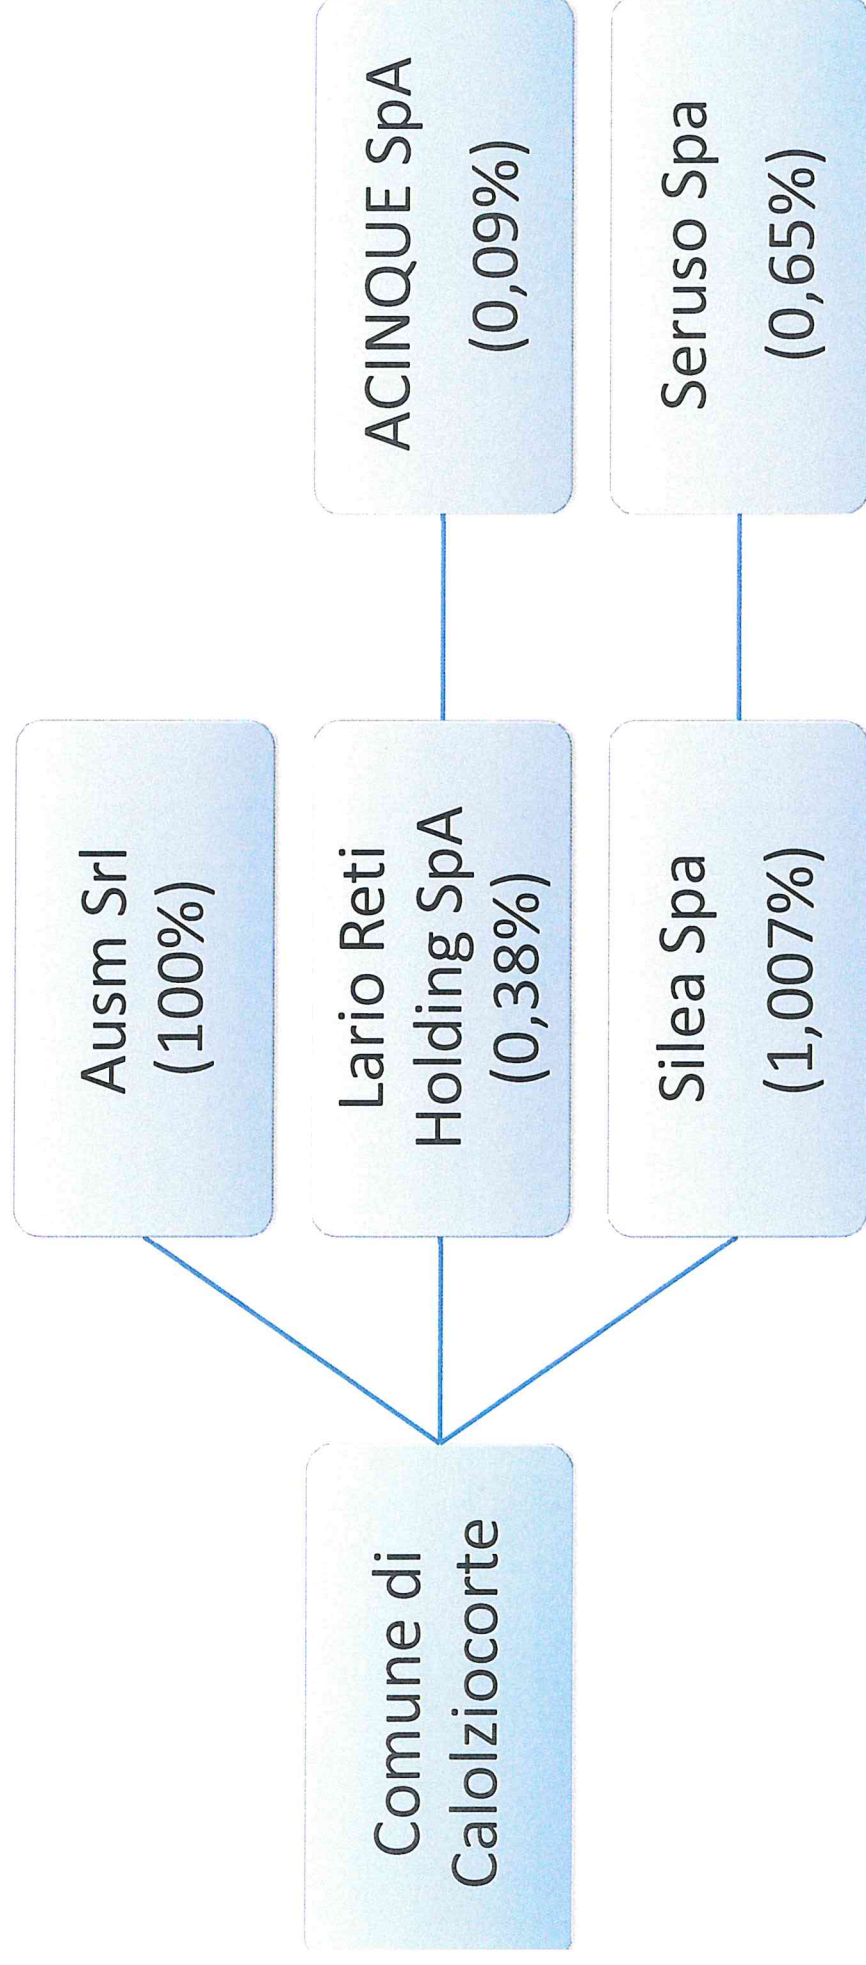 Comune di
Calolziocorte
Ausm Srl
(100%)
Lario Reti
Holding SpA
(0,38%)
Silea Spa
(1,007%)
ACINQUE SpA
(0,09%)
Seruso Spa
(0,65%)